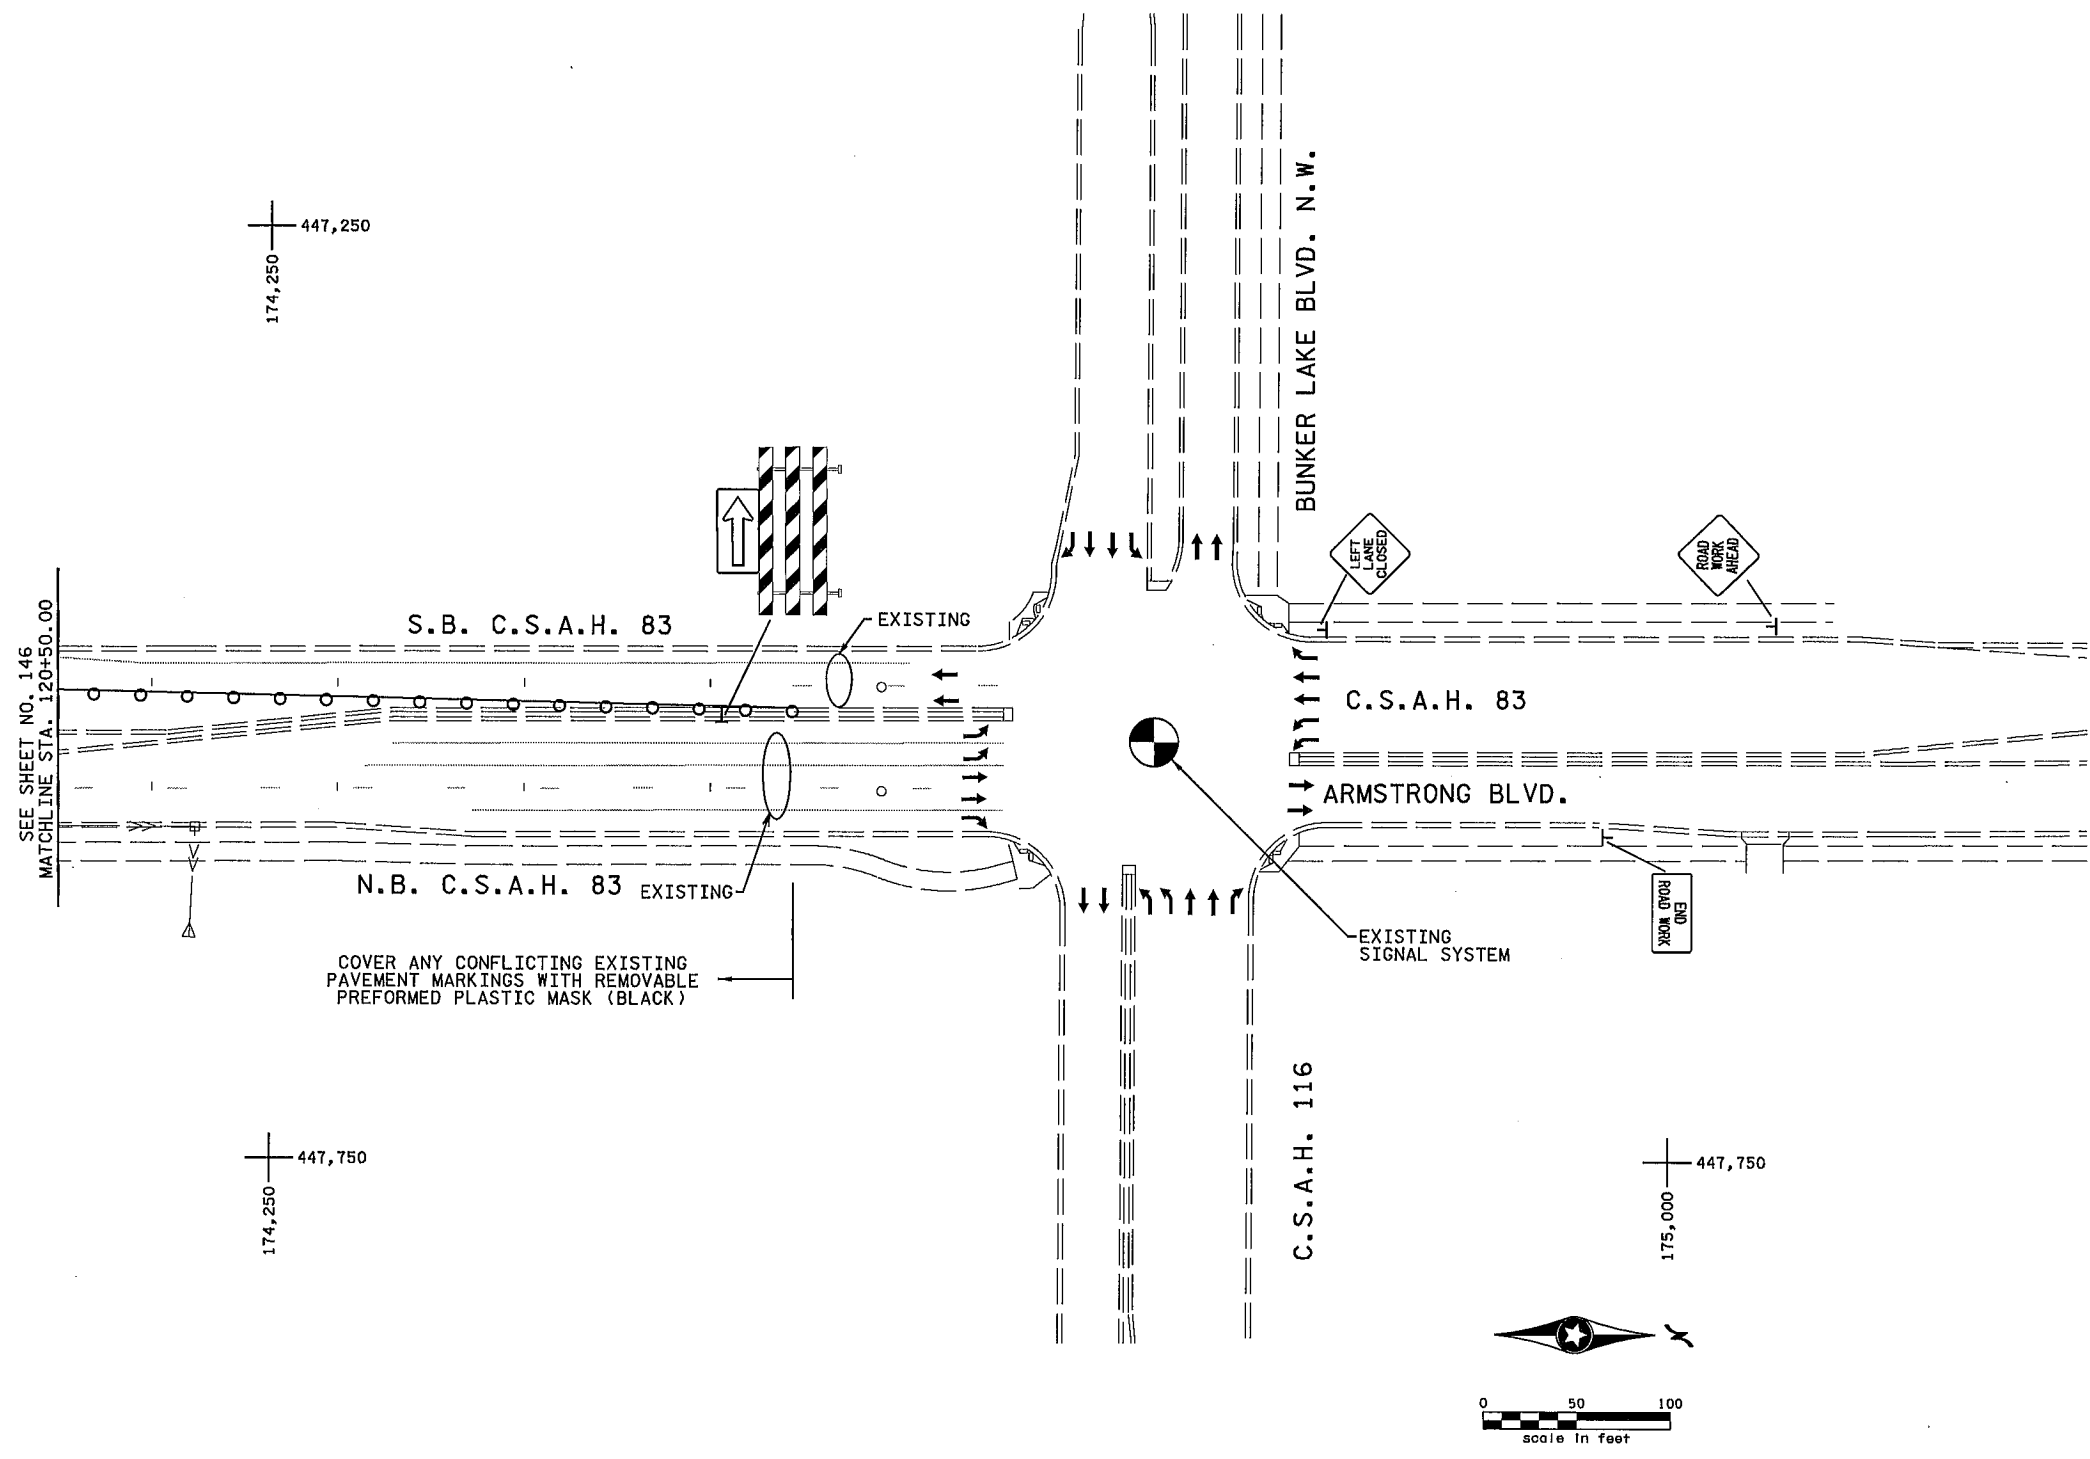 447,250
174,250
BUNKER LAKE BLVD. N.W.
LEFT
LANE
CLOSED
ROAD
WORK
AHEAD
SEE SHEET NO. 146
MATCHLINE STA. 120+50.00
S.B. C.S.A.H. 83
EXISTING
C.S.A.H. 83
ARMSTRONG BLVD.
N.B. C.S.A.H. 83
EXISTING
END
ROAD WORK
EXISTING
SIGNAL SYSTEM
COVER ANY CONFLICTING EXISTING
PAVEMENT MARKINGS WITH REMOVABLE
PREFORMED PLASTIC MASK (BLACK)
C.S.A.H. 116
447,750
174,250
447,750
175,000
N
0 50 100
scale in feet